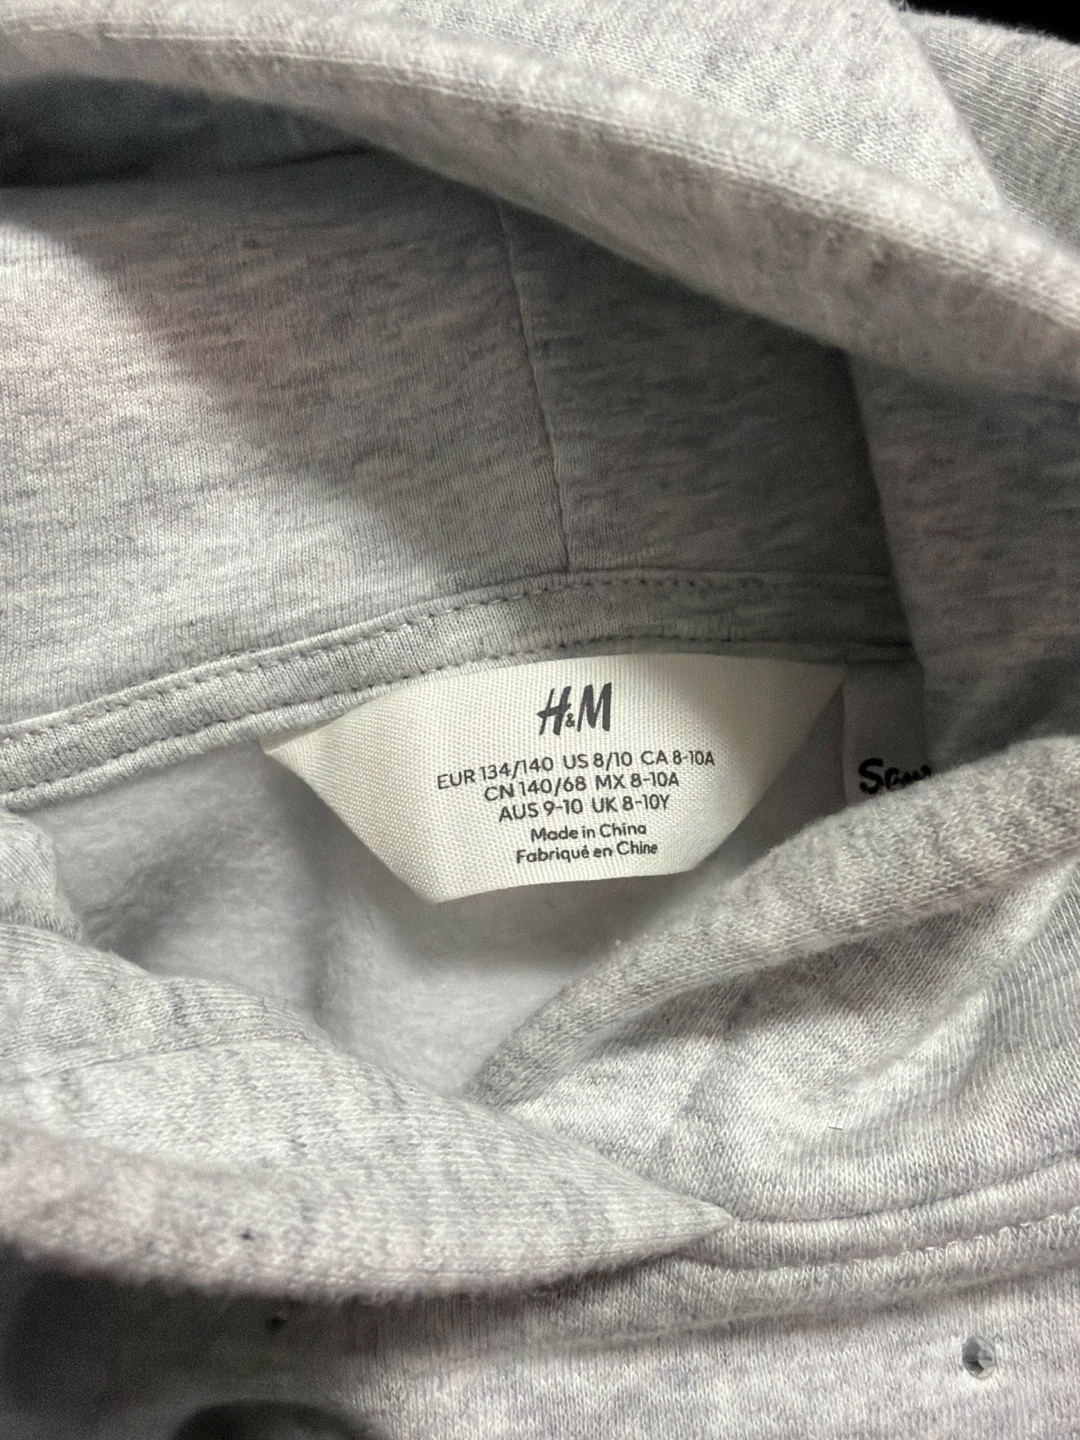 H&M
EUR 134/140 US 8/10 CA 8-10A
CN 140/68 MX 8-10A
AUS 9-10 UK 8-10Y
Made in China
Fabriqué en Chine